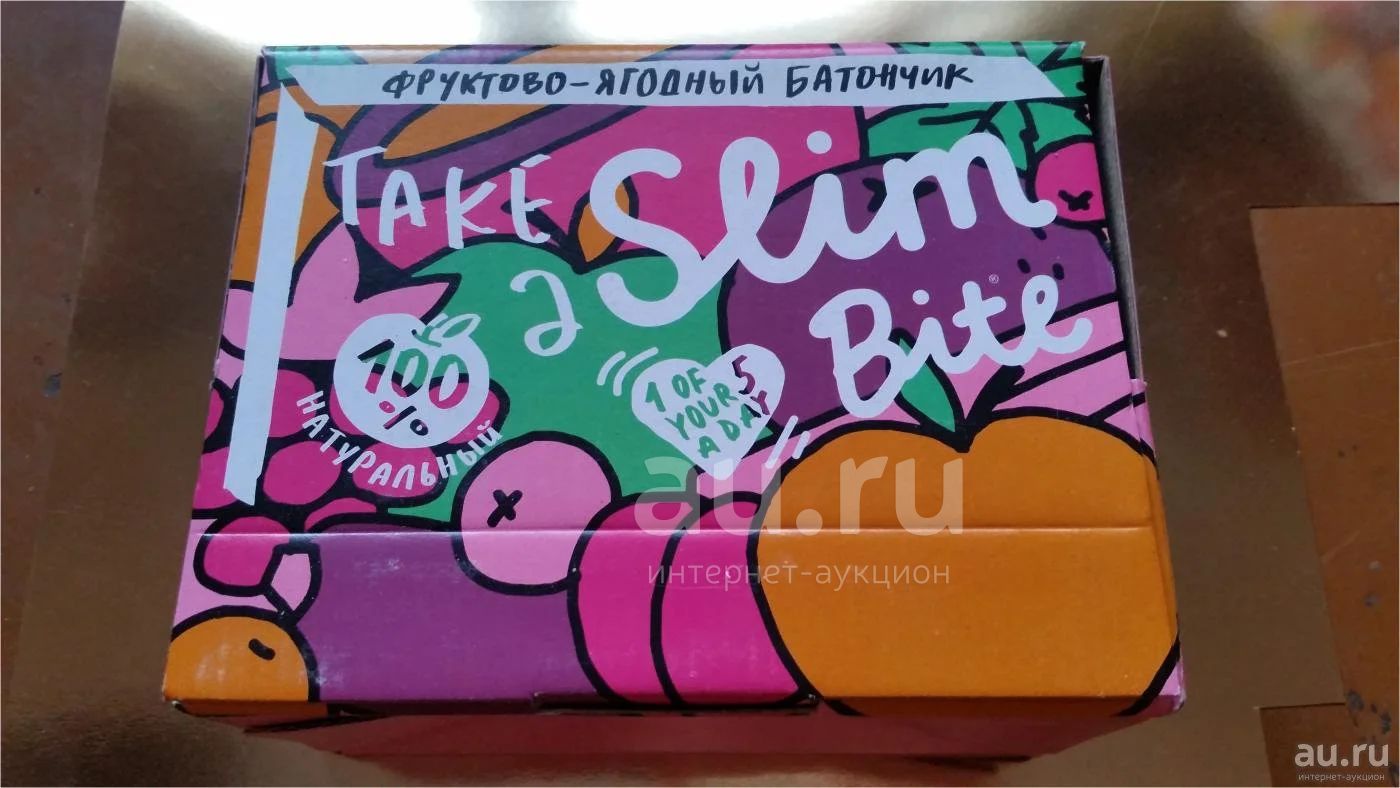 ФРУКТОВО-ЯГОДНЫЙ БАТОНЧИК
TAKE
a
Slim
Bite®
100
%
НАТУРАЛЬНЫЙ
1 OF
YOUR 5
A DAY
au.ru
интернет-аукцион
au.ru
интернет-аукцион